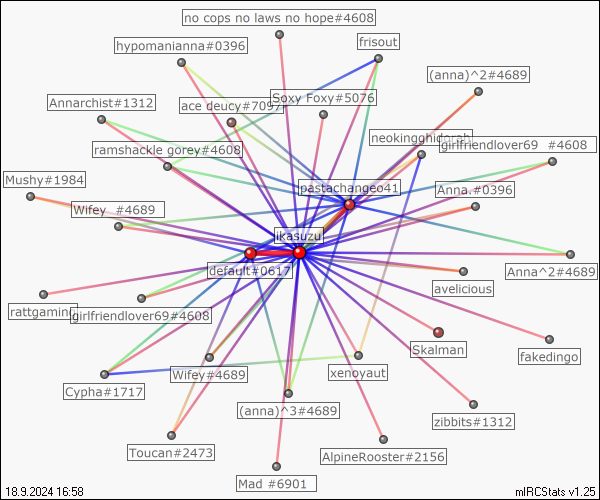 no cops no laws no hope#4608
frisout
hypomanianna#0396
(anna)^2#4689
Annarchist#1312
ace deucy#7097
Soxy Foxy#5076
neokingghidorah
girlfriendlover69 #4608
ramshackle gorey#4608
Mushy#1984
pastachangeo41
Anna.#0396
Wifey #4689
ikasuzu
default#0617
Anna^2#4689
avelicious
rattgaming
girlfriendlover69#4608
Skalman
fakedingo
Wifey#4689
xenoyaut
Cypha#1717
(anna)^3#4689
zibbits#1312
Toucan#2473
AlpineRooster#2156
Mad #6901
18.9.2024 16:58
mIRCStats v1.25